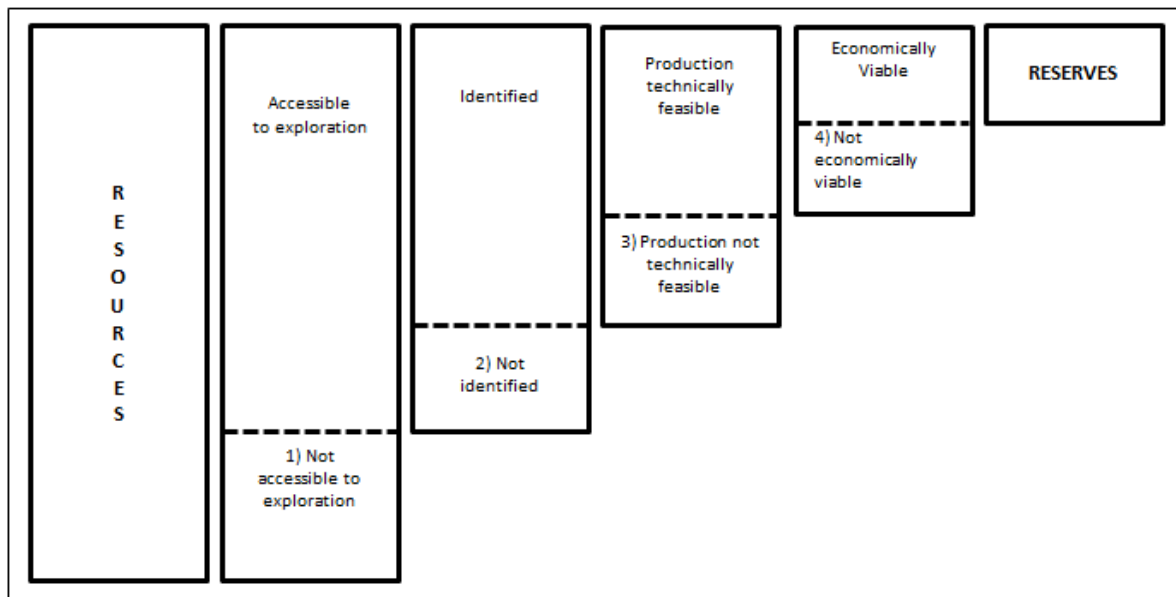 R
E
S
O
U
R
C
E
S
Accessible
to exploration
1) Not
accessible to
exploration
Identified
2) Not
identified
Production
technically
feasible
3) Production not
technically
feasible
Economically
Viable
4) Not
economically
viable
RESERVES